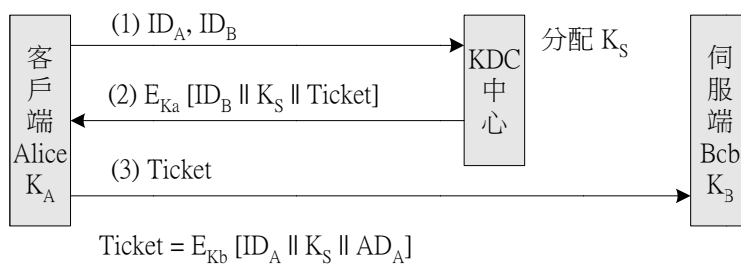 (1) ID_A, ID_B
分配 K_S
客戶端
Alice
K_A
KDC
中心
伺服端
Bcb
K_B
(2) E_Ka [ID_B || K_S || Ticket]
(3) Ticket
Ticket = E_Kb [ID_A || K_S || AD_A]